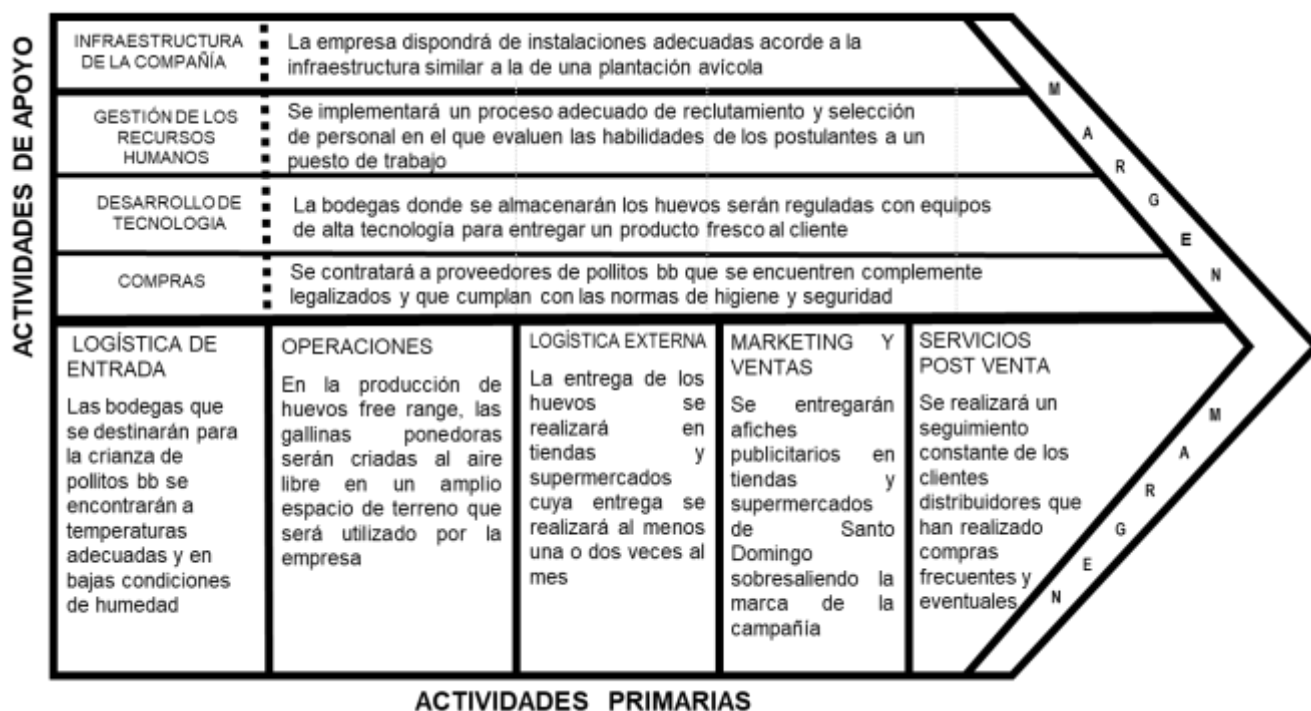 ACTIVIDADES DE APOYO
INFRAESTRUCTURA
DE LA COMPAÑÍA
La empresa dispondrá de instalaciones adecuadas acorde a la
infraestructura similar a la de una plantación avícola
GESTIÓN DE LOS
RECURSOS
HUMANOS
Se implementará un proceso adecuado de reclutamiento y selección
de personal en el que evaluen las habilidades de los postulantes a un
puesto de trabajo
DESARROLLO DE
TECNOLOGIA
La bodegas donde se almacenarán los huevos serán reguladas con equipos
de alta tecnología para entregar un producto fresco al cliente
COMPRAS
Se contratará a proveedores de pollitos bb que se encuentren complemente
legalizados y que cumplan con las normas de higiene y seguridad
MARGEN
LOGÍSTICA DE
ENTRADA
Las bodegas que
se destinarán para
la crianza de
pollitos bb se
encontrarán a
temperaturas
adecuadas y en
bajas condiciones
de humedad
OPERACIONES
En la producción de
huevos free range, las
gallinas ponedoras
serán criadas al aire
libre en un amplio
espacio de terreno que
será utilizado por la
empresa
LOGÍSTICA EXTERNA
La entrega de los
huevos se
realizará en
tiendas y
supermercados
cuya entrega se
realizará al menos
una o dos veces al
mes
MARKETING Y
VENTAS
Se entregarán
afiches
publicitarios en
tiendas y
supermercados
de Santo
Domingo
sobresaliendo la
marca de la
campañía
SERVICIOS
POST VENTA
Se realizará un
seguimiento
constante de los
clientes
distribuidores que
han realizado
compras
frecuentes y
eventuales
MARGEN
ACTIVIDADES PRIMARIAS